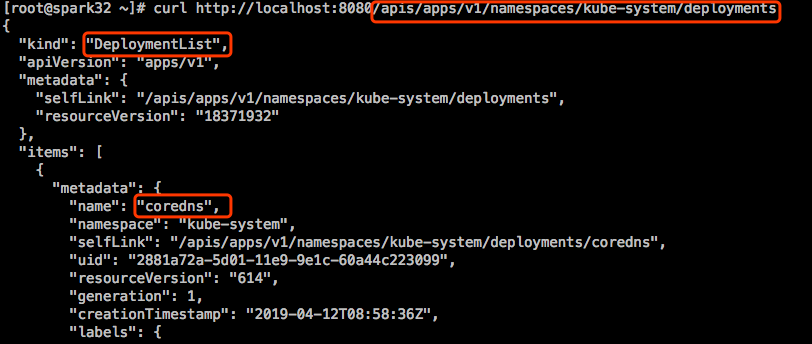 [root@spark32 ~]# curl http://localhost:8080/apis/apps/v1/namespaces/kube-system/deployments
{
  "kind": "DeploymentList",
  "apiVersion": "apps/v1",
  "metadata": {
    "selfLink": "/apis/apps/v1/namespaces/kube-system/deployments",
    "resourceVersion": "18371932"
  },
  "items": [
    {
      "metadata": {
        "name": "coredns",
        "namespace": "kube-system",
        "selfLink": "/apis/apps/v1/namespaces/kube-system/deployments/coredns",
        "uid": "2881a72a-5d01-11e9-9e1c-60a44c223099",
        "resourceVersion": "614",
        "generation": 1,
        "creationTimestamp": "2019-04-12T08:58:36Z",
        "labels": {